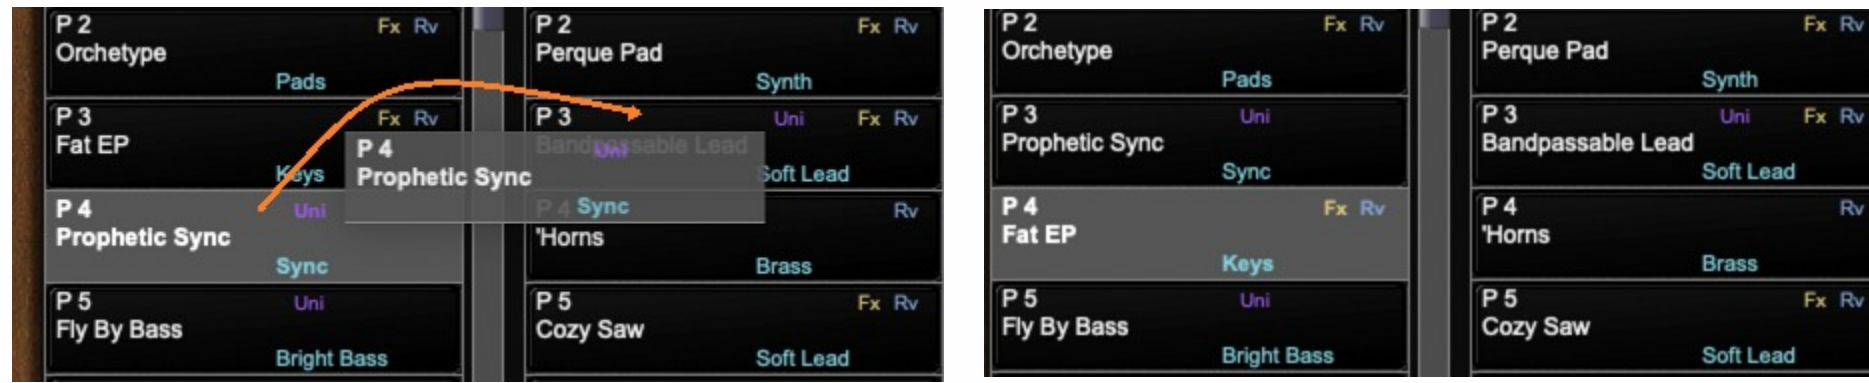 P 2 Fx Rv
Orchetype
Pads
P 3 Fx Rv
Fat EP
Keys
P 4 Uni
Prophetic Sync
Sync
P 5 Uni
Fly By Bass
Bright Bass
P 4
Uni
Prophetic Sync
Sync
P 2 Fx Rv
Perque Pad
Synth
P 3 Uni Fx Rv
Bandpassable Lead
Soft Lead
P 4 Rv
'Horns
Brass
P 5 Fx Rv
Cozy Saw
Soft Lead
P 2 Fx Rv
Orchetype
Pads
P 3 Uni
Prophetic Sync
Sync
P 4 Fx Rv
Fat EP
Keys
P 5 Uni
Fly By Bass
Bright Bass
P 2 Fx Rv
Perque Pad
Synth
P 3 Uni Fx Rv
Bandpassable Lead
Soft Lead
P 4 Rv
'Horns
Brass
P 5 Fx Rv
Cozy Saw
Soft Lead